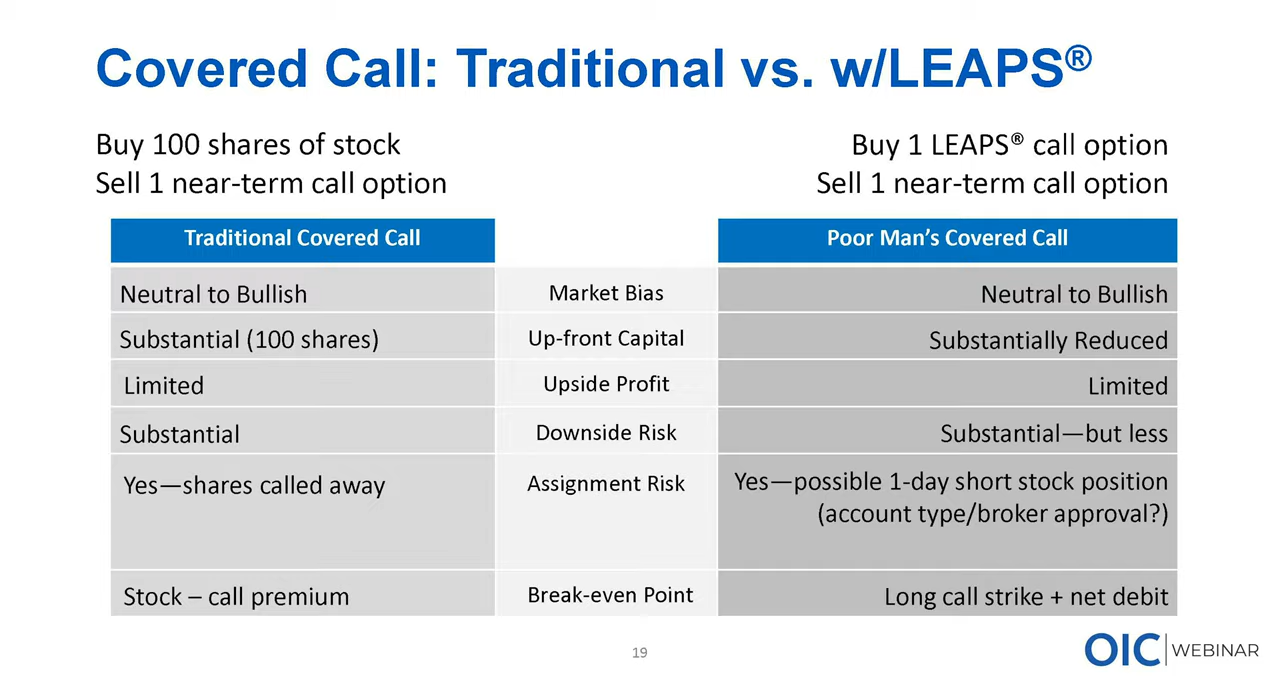 Covered Call: Traditional vs. w/LEAPS®
Buy 100 shares of stock
Sell 1 near-term call option
Buy 1 LEAPS® call option
Sell 1 near-term call option
Traditional Covered Call
Poor Man’s Covered Call
Neutral to Bullish
Market Bias
Neutral to Bullish
Substantial (100 shares)
Up-front Capital
Substantially Reduced
Limited
Upside Profit
Limited
Substantial
Downside Risk
Substantial—but less
Yes—shares called away
Assignment Risk
Yes—possible 1-day short stock position
(account type/broker approval?)
Stock – call premium
Break-even Point
Long call strike + net debit
19
OIC WEBINAR